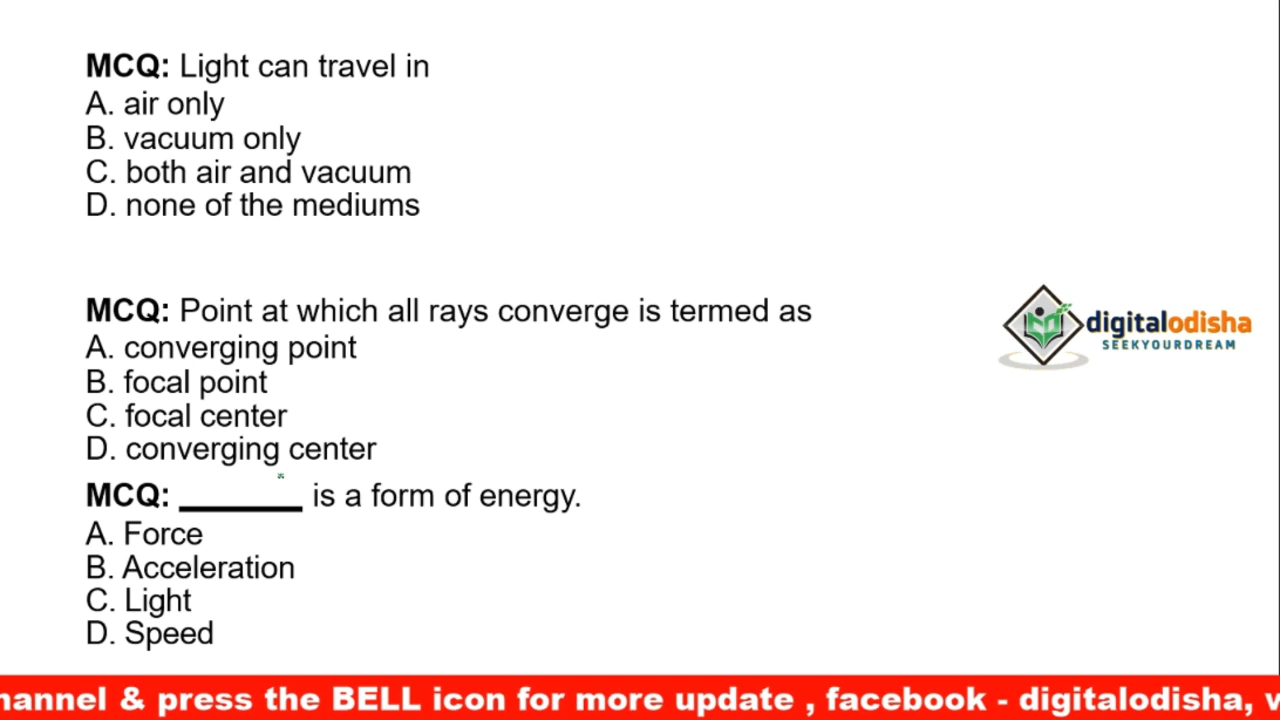 MCQ: Light can travel in
A. air only
B. vacuum only
C. both air and vacuum
D. none of the mediums
MCQ: Point at which all rays converge is termed as
A. converging point
B. focal point
C. focal center
D. converging center
digitalodisha
SEEKYOURDREAM
MCQ: ______ is a form of energy.
A. Force
B. Acceleration
C. Light
D. Speed
hannel & press the BELL icon for more update , facebook - digitalodisha,